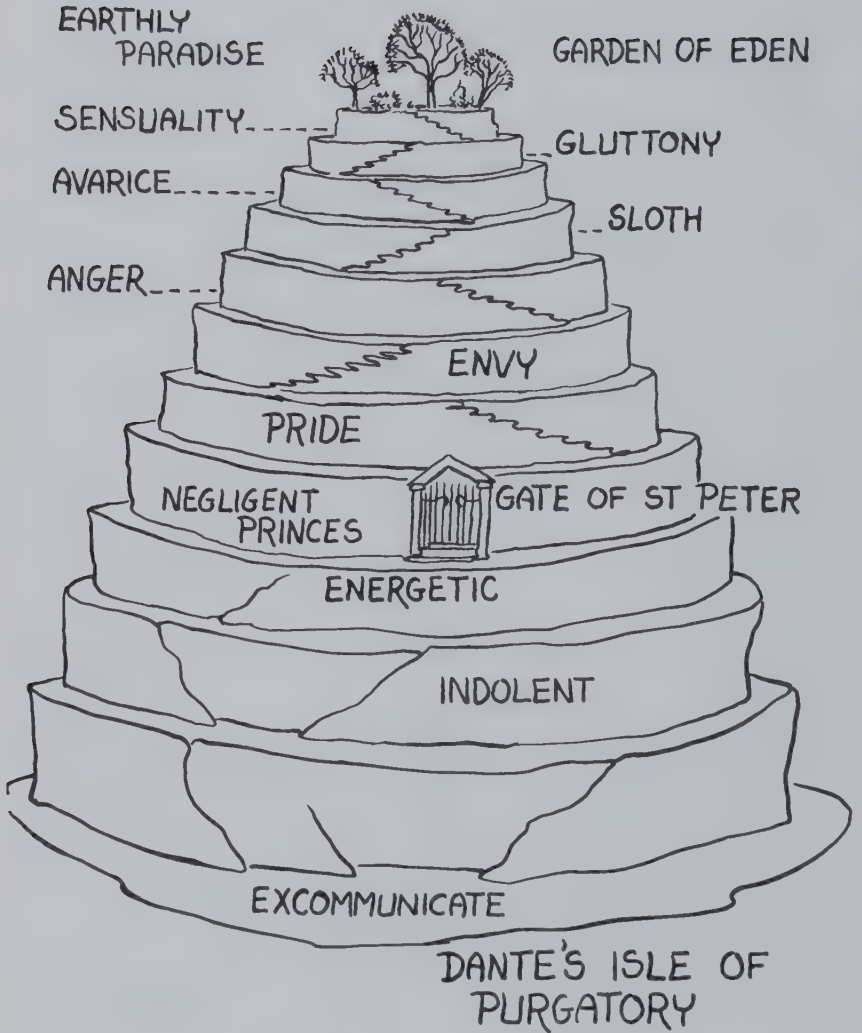 EARTHLY
PARADISE
GARDEN OF EDEN
SENSUALITY
GLUTTONY
AVARICE
SLOTH
ANGER
ENVY
PRIDE
NEGLIGENT
PRINCES
GATE OF ST PETER
ENERGETIC
INDOLENT
EXCOMMUNICATE
DANTE'S ISLE OF
PURGATORY